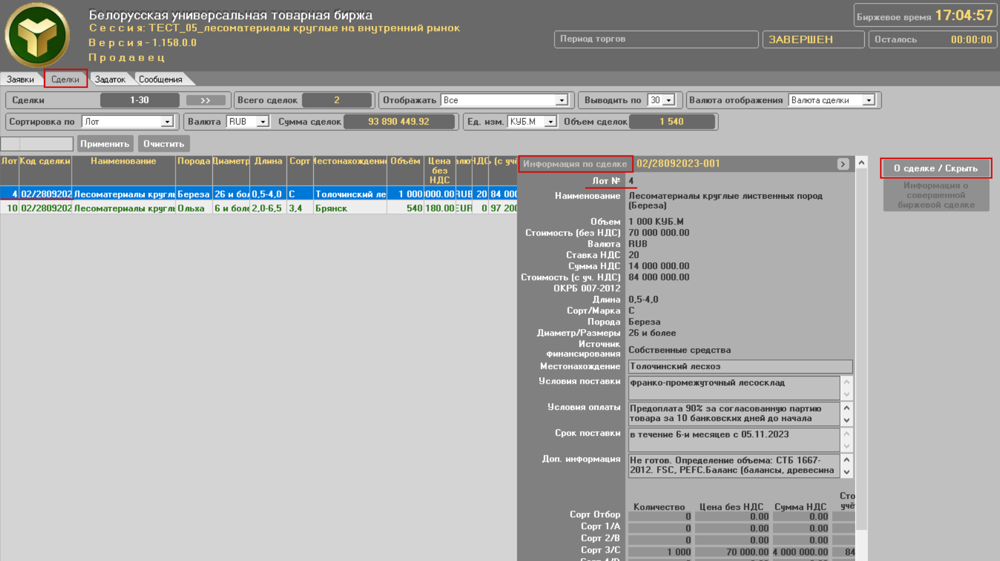 Белорусская универсальная товарная биржа
Сессия: ТЕСТ_05_лесоматериалы круглые на внутренний рынок
Версия - 1.158.0.0
Продавец
Биржевое время 17:04:57
Период торгов
ЗАВЕРШЕН
Осталось 00:00:00
Заявки Сделки Задаток Сообщения
Сделки 1-30 >> Всего сделок 2 Отображать Все Выводить по 30 Валюта отображения Валюта сделки
Сортировка по Лот Валюта RUB Сумма сделок 93 890 449.92 Ед. изм. КУБ.М Объем сделок 1 540
Применить Очистить
Лот Код сделки Наименование Порода Диаметр Длина Сорт Местонахождени Объём Цена без НДС (с учё
4 02/2809202 Лесоматериалы кругль Береза 26 и бол 0,5-4,0 С Толочинский ле 1 000 000.00 RUB 20 84 000
10 02/2809202 Лесоматериалы кругль Ольха 6 и боле 2,0-6,5 3,4 Брянск 540 180.00 EUR 0 97 200
Информация по сделке 02/28092023-001 >
Лот № 4
Наименование Лесоматериалы круглые лиственных пород
(Береза)
Объем 1 000 КУБ.М
Стоимость (без НДС) 70 000 000.00
Валюта RUB
Ставка НДС 20
Сумма НДС 14 000 000.00
Стоимость (с уч. НДС) 84 000 000.00
ОКРБ 007-2012
Длина 0,5-4,0
Сорт/Марка С
Порода Береза
Диаметр/Размеры 26 и более
Источник
финансирования Собственные средства
Местонахождение Толочинский лесхоз
Условия поставки франко-промежуточный лесосклад
Условия оплаты Предоплата 90% за согласованную партию
товара за 10 банковских дней до начала
Срок поставки в течение 6-и месяцев с 05.11.2023
Доп. информация Не готов. Определение объема: СТБ 1667-
2012. FSC, PEFC.Баланс (балансы, древесина
Количество Цена без НДС Сумма НДС Сто
учё
Сорт Отбор 0 0.00 0.00
Сорт 1/А 0 0.00 0.00
Сорт 2/В 0 0.00 0.00
Сорт 3/С 1 000 70 000.00 4 000 000.00 84
О сделке / Скрыть
Информация о
совершенной
биржевой сделке